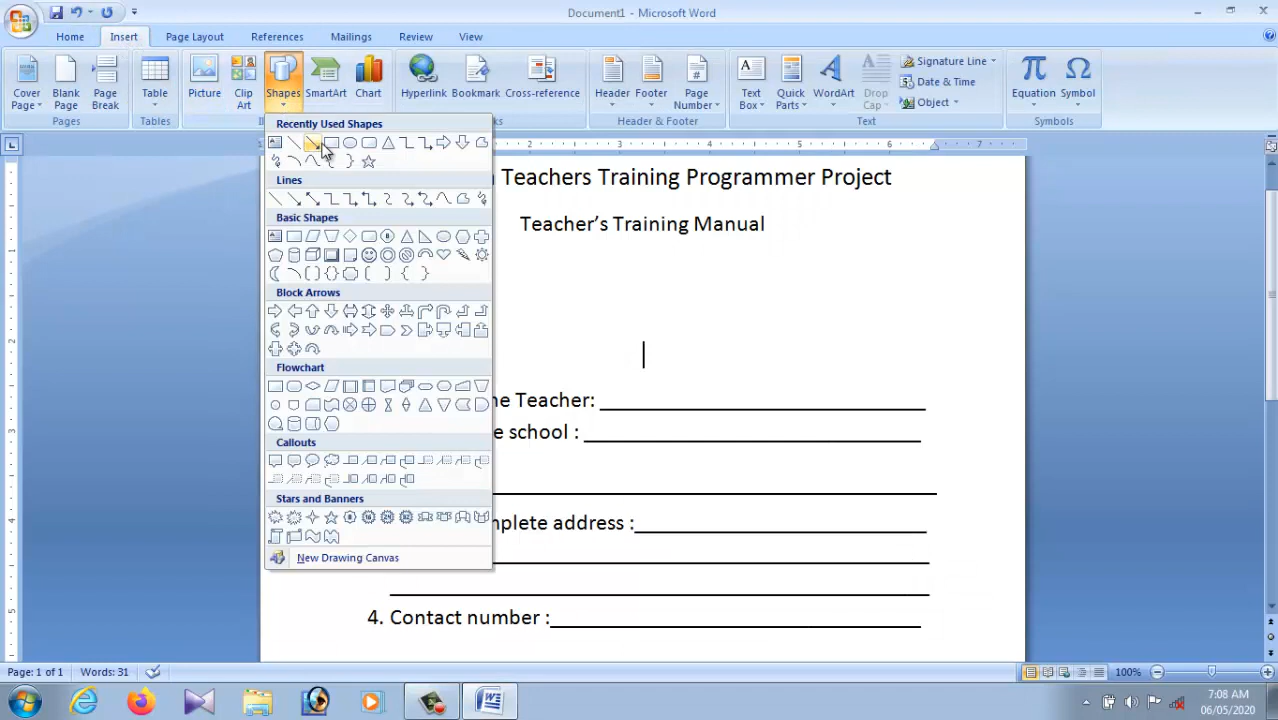 Document1 - Microsoft Word
Home Insert Page Layout References Mailings Review View
Cover Page Blank Page Page Break Table Picture Clip Art Shapes SmartArt Chart Hyperlink Bookmark Cross-reference Header Footer Page Number Text Box Quick Parts WordArt Drop Cap Signature Line Date & Time Object Equation Symbol
Pages Tables Header & Footer Text Symbols
Recently Used Shapes
Lines
Basic Shapes
Block Arrows
Flowchart
Callouts
Stars and Banners
New Drawing Canvas
Teachers Training Programmer Project
Teacher’s Training Manual
Teacher: ______________________________
school : ______________________________
address :______________________________
4. Contact number :______________________________
Page: 1 of 1 Words: 31 100%
7:08 AM
06/05/2020